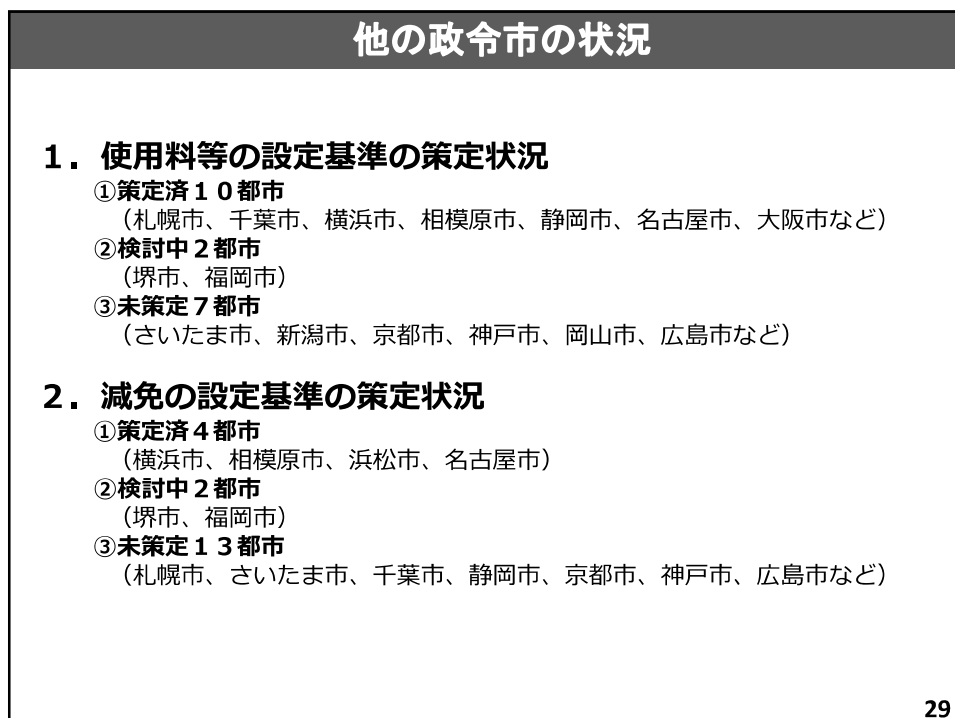 他の政令市の状況
１．使用料等の設定基準の策定状況
①策定済１０都市
（札幌市、千葉市、横浜市、相模原市、静岡市、名古屋市、大阪市など）
②検討中２都市
（堺市、福岡市）
③未策定７都市
（さいたま市、新潟市、京都市、神戸市、岡山市、広島市など）
２．減免の設定基準の策定状況
①策定済４都市
（横浜市、相模原市、浜松市、名古屋市）
②検討中２都市
（堺市、福岡市）
③未策定１３都市
（札幌市、さいたま市、千葉市、静岡市、京都市、神戸市、広島市など）
29